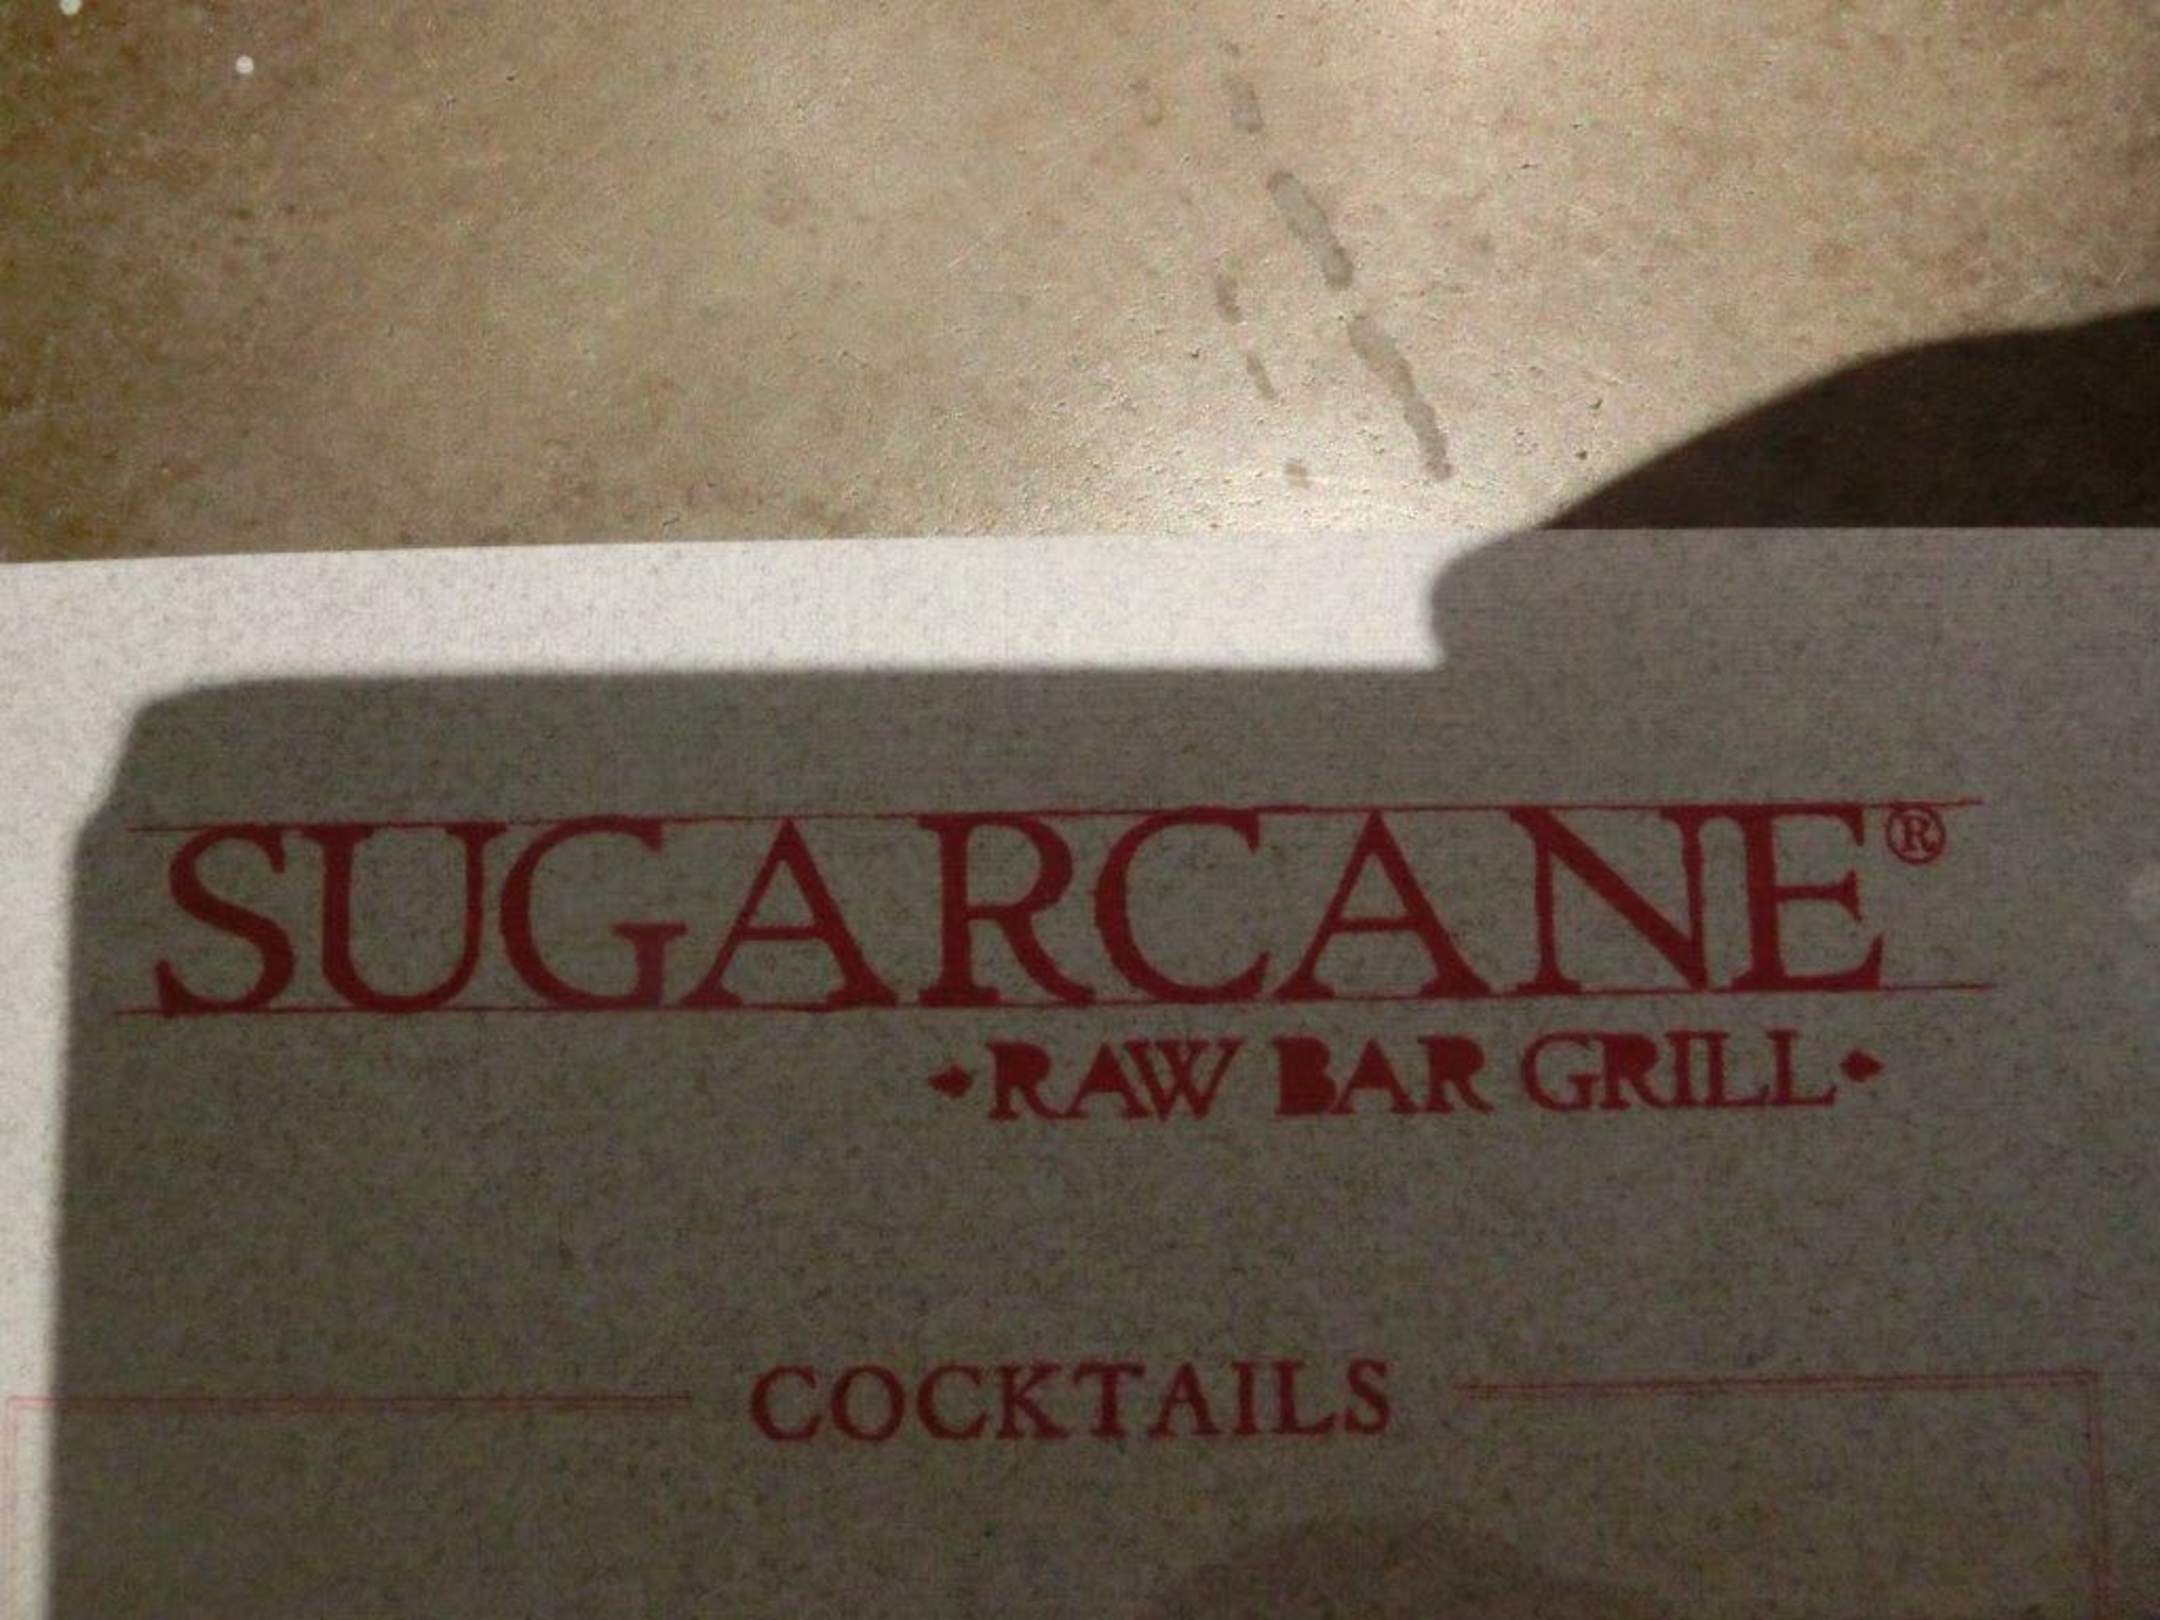 SUGARCANE®
•RAW BAR GRILL•
COCKTAILS